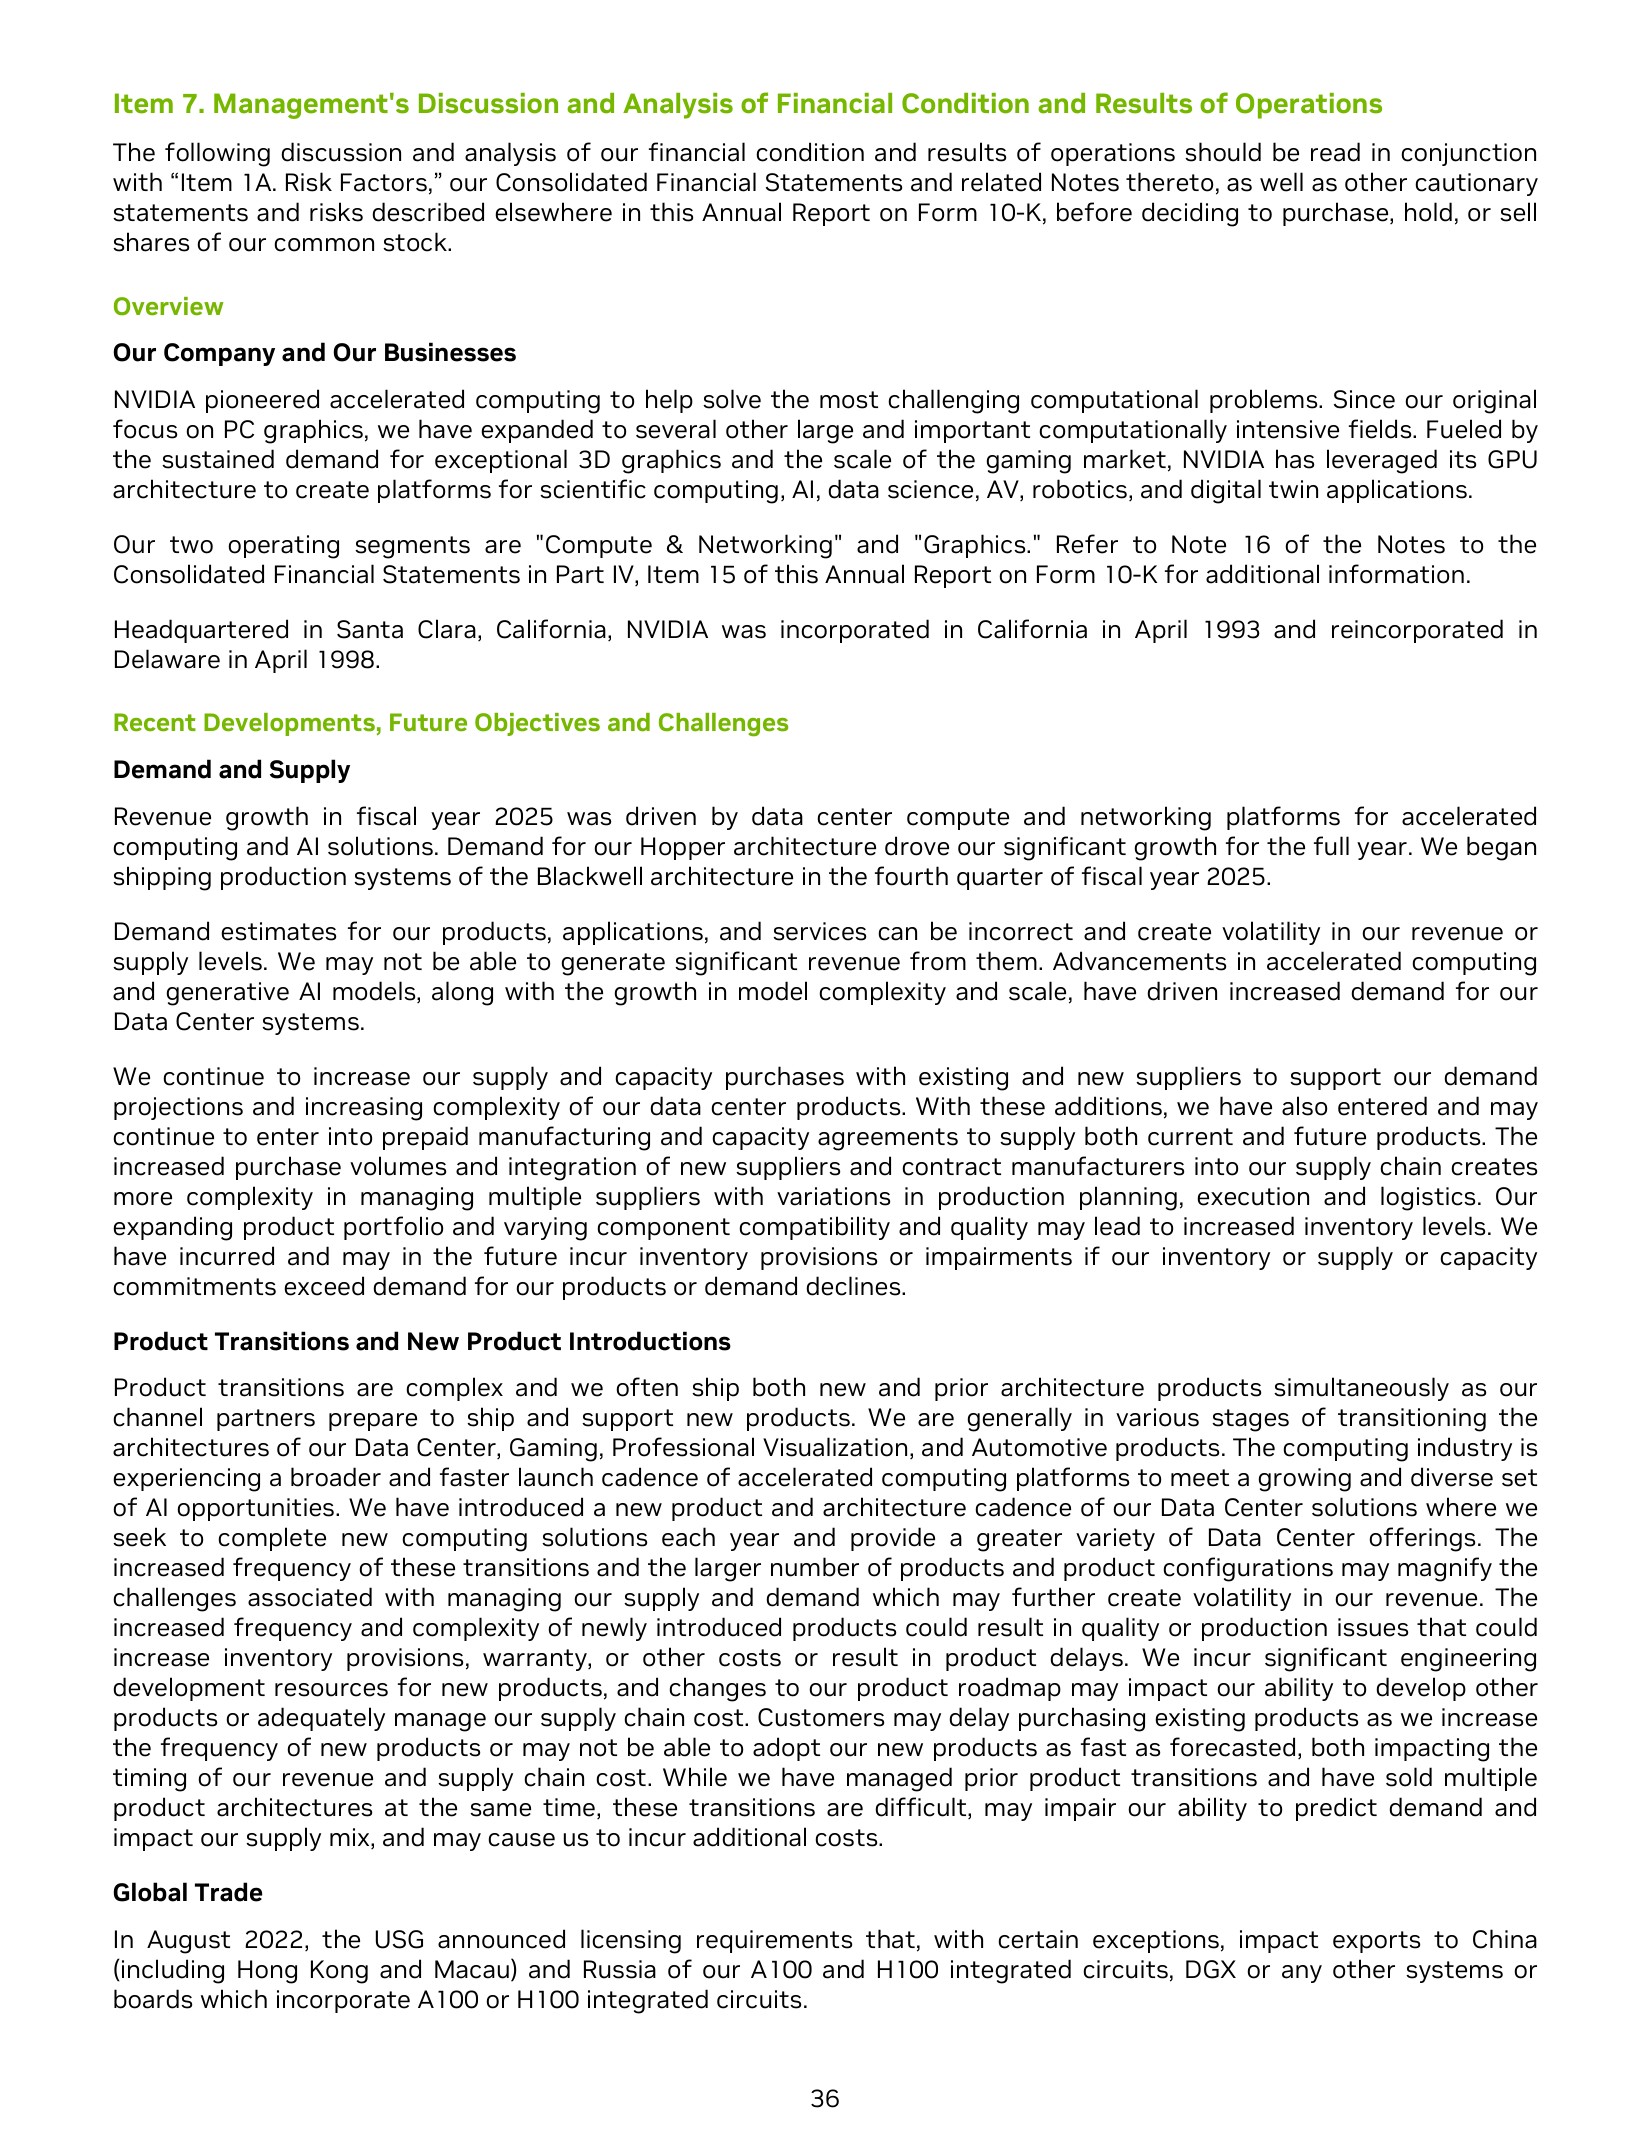 Item 7. Management's Discussion and Analysis of Financial Condition and Results of Operations
The following discussion and analysis of our financial condition and results of operations should be read in conjunction
with “Item 1A. Risk Factors,” our Consolidated Financial Statements and related Notes thereto, as well as other cautionary
statements and risks described elsewhere in this Annual Report on Form 10-K, before deciding to purchase, hold, or sell
shares of our common stock.
Overview
Our Company and Our Businesses
NVIDIA pioneered accelerated computing to help solve the most challenging computational problems. Since our original
focus on PC graphics, we have expanded to several other large and important computationally intensive fields. Fueled by
the sustained demand for exceptional 3D graphics and the scale of the gaming market, NVIDIA has leveraged its GPU
architecture to create platforms for scientific computing, AI, data science, AV, robotics, and digital twin applications.
Our two operating segments are "Compute & Networking" and "Graphics." Refer to Note 16 of the Notes to the
Consolidated Financial Statements in Part IV, Item 15 of this Annual Report on Form 10-K for additional information.
Headquartered in Santa Clara, California, NVIDIA was incorporated in California in April 1993 and reincorporated in
Delaware in April 1998.
Recent Developments, Future Objectives and Challenges
Demand and Supply
Revenue growth in fiscal year 2025 was driven by data center compute and networking platforms for accelerated
computing and AI solutions. Demand for our Hopper architecture drove our significant growth for the full year. We began
shipping production systems of the Blackwell architecture in the fourth quarter of fiscal year 2025.
Demand estimates for our products, applications, and services can be incorrect and create volatility in our revenue or
supply levels. We may not be able to generate significant revenue from them. Advancements in accelerated computing
and generative AI models, along with the growth in model complexity and scale, have driven increased demand for our
Data Center systems.
We continue to increase our supply and capacity purchases with existing and new suppliers to support our demand
projections and increasing complexity of our data center products. With these additions, we have also entered and may
continue to enter into prepaid manufacturing and capacity agreements to supply both current and future products. The
increased purchase volumes and integration of new suppliers and contract manufacturers into our supply chain creates
more complexity in managing multiple suppliers with variations in production planning, execution and logistics. Our
expanding product portfolio and varying component compatibility and quality may lead to increased inventory levels. We
have incurred and may in the future incur inventory provisions or impairments if our inventory or supply or capacity
commitments exceed demand for our products or demand declines.
Product Transitions and New Product Introductions
Product transitions are complex and we often ship both new and prior architecture products simultaneously as our
channel partners prepare to ship and support new products. We are generally in various stages of transitioning the
architectures of our Data Center, Gaming, Professional Visualization, and Automotive products. The computing industry is
experiencing a broader and faster launch cadence of accelerated computing platforms to meet a growing and diverse set
of AI opportunities. We have introduced a new product and architecture cadence of our Data Center solutions where we
seek to complete new computing solutions each year and provide a greater variety of Data Center offerings. The
increased frequency of these transitions and the larger number of products and product configurations may magnify the
challenges associated with managing our supply and demand which may further create volatility in our revenue. The
increased frequency and complexity of newly introduced products could result in quality or production issues that could
increase inventory provisions, warranty, or other costs or result in product delays. We incur significant engineering
development resources for new products, and changes to our product roadmap may impact our ability to develop other
products or adequately manage our supply chain cost. Customers may delay purchasing existing products as we increase
the frequency of new products or may not be able to adopt our new products as fast as forecasted, both impacting the
timing of our revenue and supply chain cost. While we have managed prior product transitions and have sold multiple
product architectures at the same time, these transitions are difficult, may impair our ability to predict demand and
impact our supply mix, and may cause us to incur additional costs.
Global Trade
In August 2022, the USG announced licensing requirements that, with certain exceptions, impact exports to China
(including Hong Kong and Macau) and Russia of our A100 and H100 integrated circuits, DGX or any other systems or
boards which incorporate A100 or H100 integrated circuits.
36